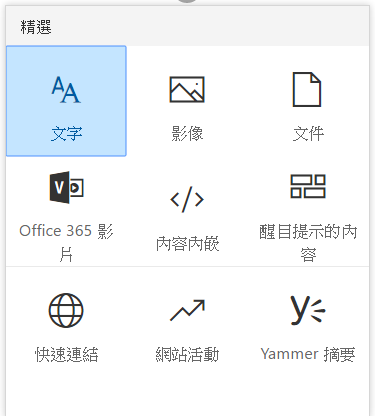 精選
文字
影像
文件
Office 365 影
片
內容內嵌
醒目提示的內
容
快速連結
網站活動
Yammer 摘要